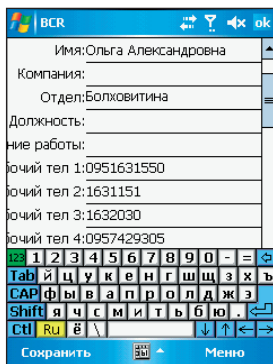 BCR ok
Имя:Ольга Александровна
Компания:
Отдел:Болховитина
Должность:
ние работы:
бочий тел 1:0951631550
бочий тел 2:1631151
бочий тел 3:1632030
бочий тел 4:0957429305
123 1 2 3 4 5 6 7 8 9 0 - =
Tab й ц у к е н г ш щ з х ъ
CAP ф ы в а п р о л д ж э
Shift я ч с м и т ь б ю .
Ctl Ru ё \
Сохранить Меню